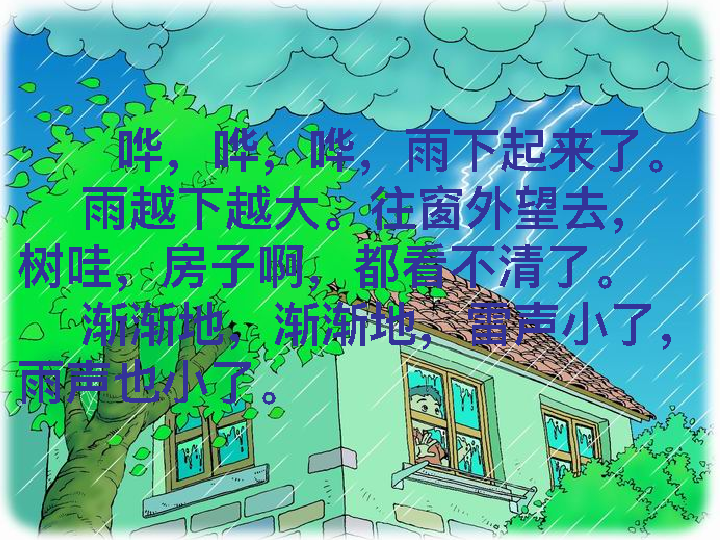 哗，哗，哗，雨下起来了。
雨越下越大。往窗外望去，
树哇，房子啊，都看不清了。
渐渐地，渐渐地，雷声小了，
雨声也小了。